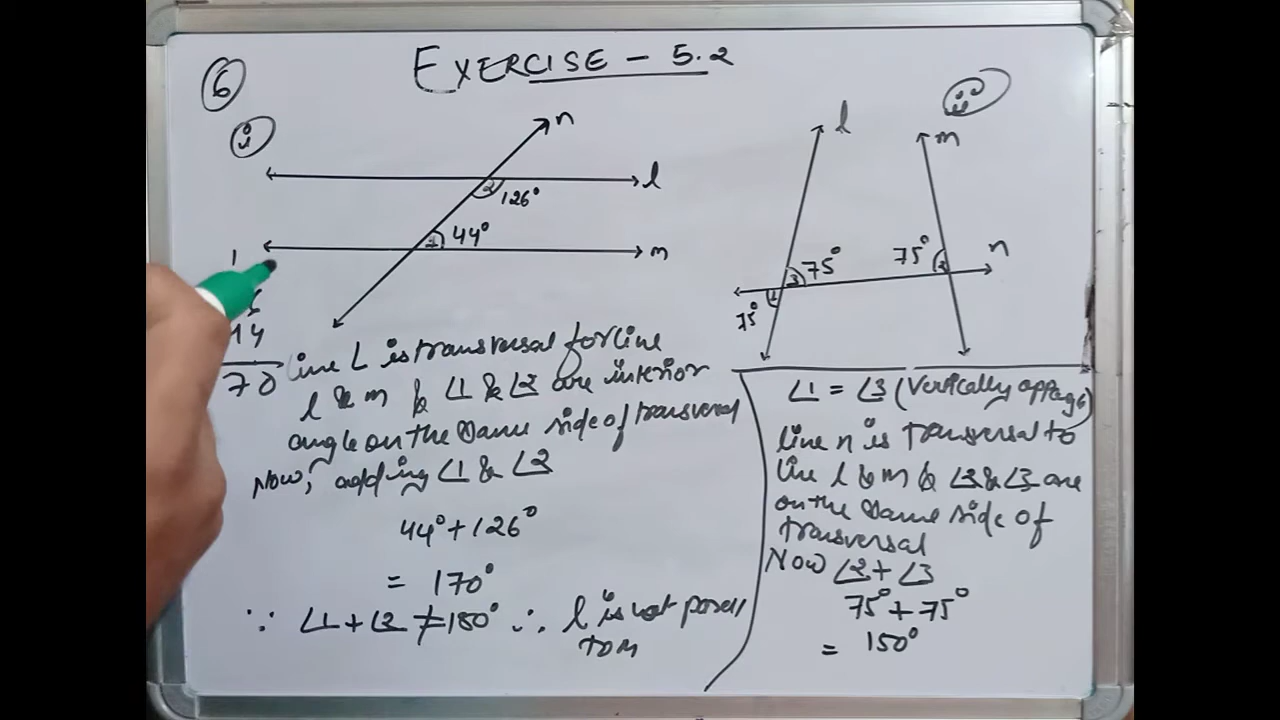 EXERCISE - 5.2
6
i
n
l
2
126°
1
44°
m
44
70
line L is transversal for line
l & m & ∠1 & ∠2 are interior
angle on the same side of transversal
Now, adding ∠1 & ∠2
44° + 126°
= 170°
∵ ∠1 + ∠2 ≠ 180° ∴ l is not
to m
ii
l
m
n
3
75°
75°
2
1
75°
∠1 = ∠3 (Vertically
line n is transversal to
line l & m & ∠2 & ∠3 are
on the same side of
transversal
Now ∠2 + ∠3
75° + 75°
= 150°